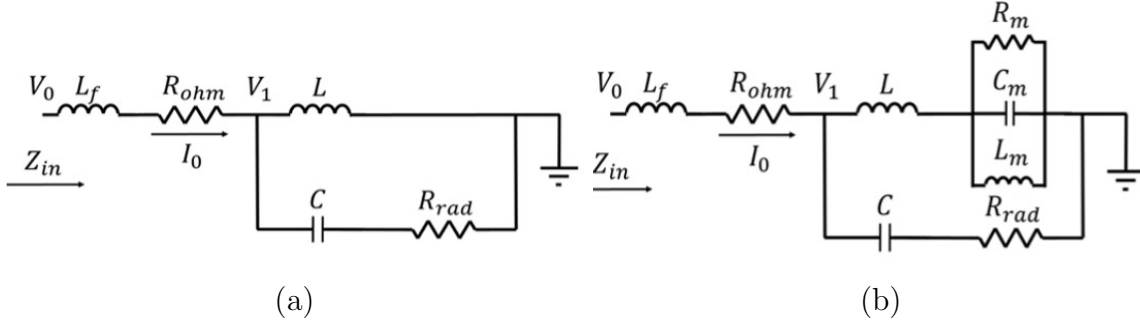 V_0 L_f R_ohm V_1 L
I_0
Z_in
C R_rad
(a)
R_m
C_m
V_0 L_f R_ohm V_1 L
L_m
I_0
Z_in
C R_rad
(b)